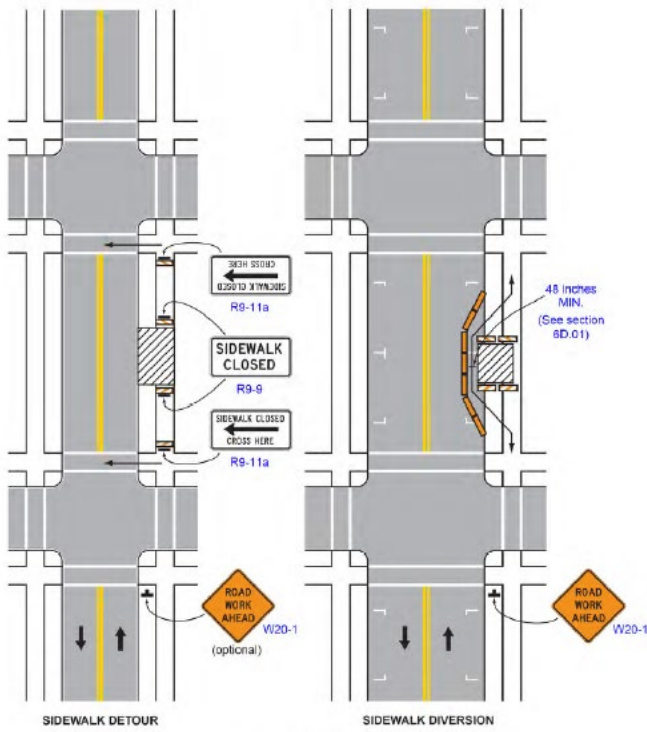 SIDEWALK CLOSED
CROSS HERE
R9-11a
SIDEWALK
CLOSED
R9-9
SIDEWALK CLOSED
CROSS HERE
R9-11a
ROAD
WORK
AHEAD
W20-1
(optional)
SIDEWALK DETOUR
48 inches
MIN.
(See section
6D.01)
ROAD
WORK
AHEAD
W20-1
SIDEWALK DIVERSION